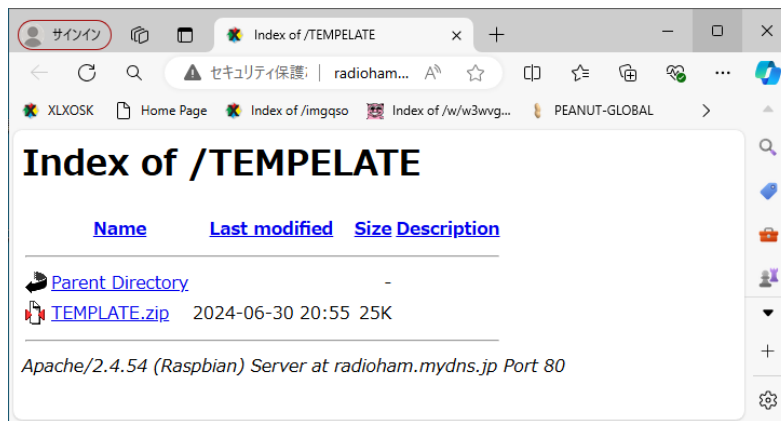 サインイン
Index of /TEMPELATE
セキュリティ保護 radioham...
XLXOSK Home Page Index of /imgqso Index of /w/w3wvg... PEANUT-GLOBAL
Index of /TEMPELATE
Name Last modified Size Description
Parent Directory -
TEMPLATE.zip 2024-06-30 20:55 25K
Apache/2.4.54 (Raspbian) Server at radioham.mydns.jp Port 80